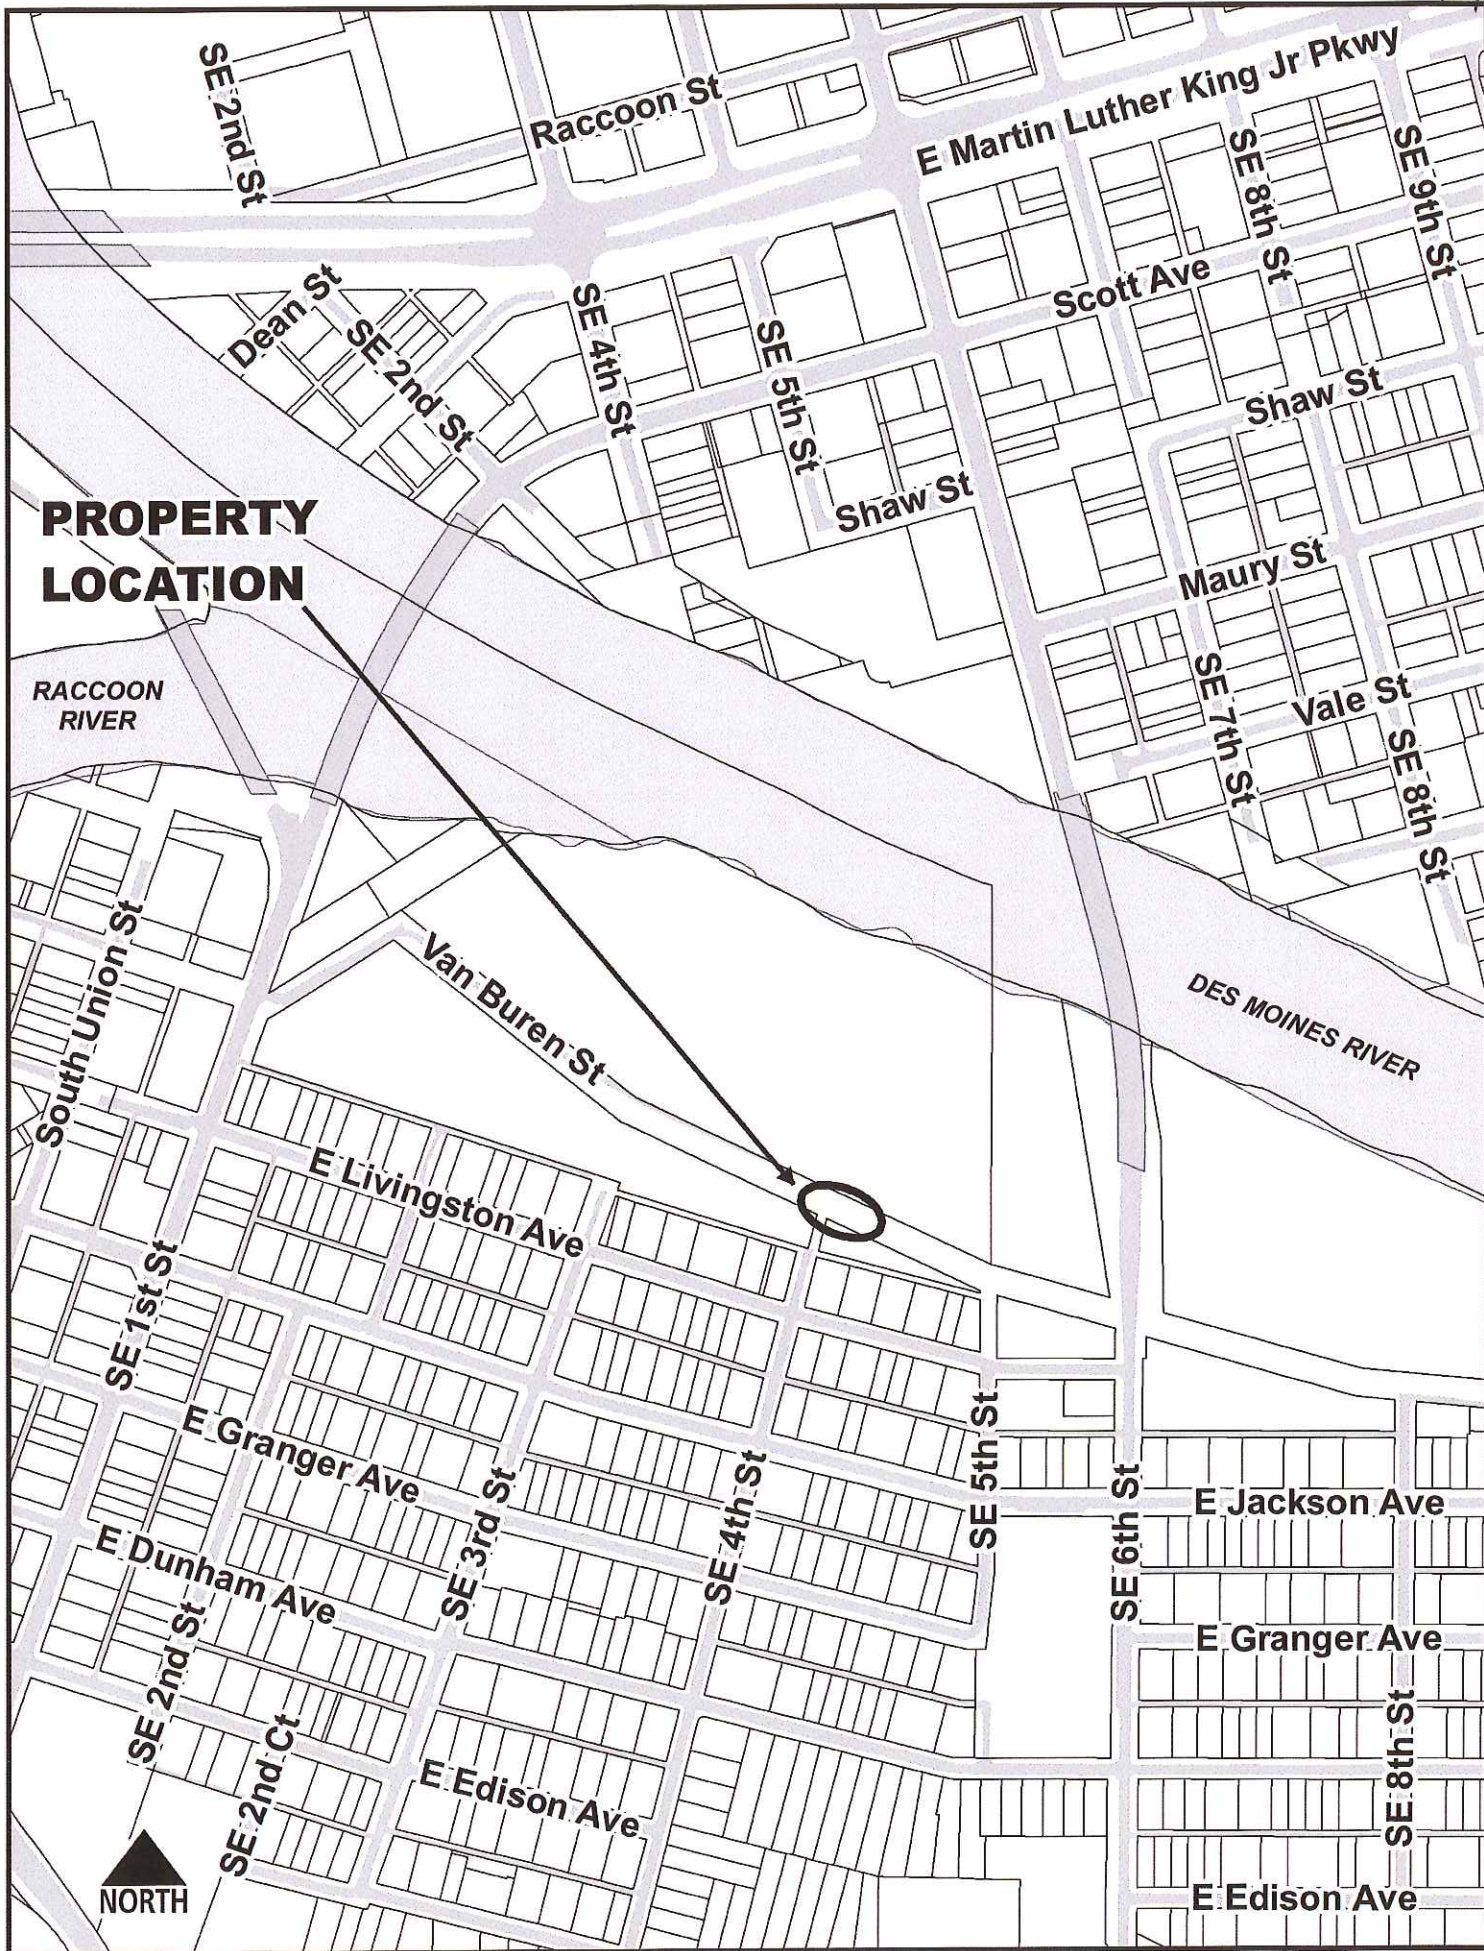 SE 2nd St
Raccoon St
E Martin Luther King Jr Pkwy
SE 8th St
SE 9th St
Dean St
SE 2nd St
SE 4th St
SE 5th St
Scott Ave
Shaw St
Shaw St
PROPERTY
LOCATION
Maury St
RACCOON
RIVER
SE 7th St
Vale St
SE 8th St
South Union St
Van Buren St
DES MOINES RIVER
E Livingston Ave
SE 1st St
E Granger Ave
SE 3rd St
SE 4th St
SE 5th St
SE 6th St
E Jackson Ave
E Dunham Ave
E Granger Ave
SE 2nd St
SE 2nd Ct
E Edison Ave
SE 8th St
NORTH
E Edison Ave